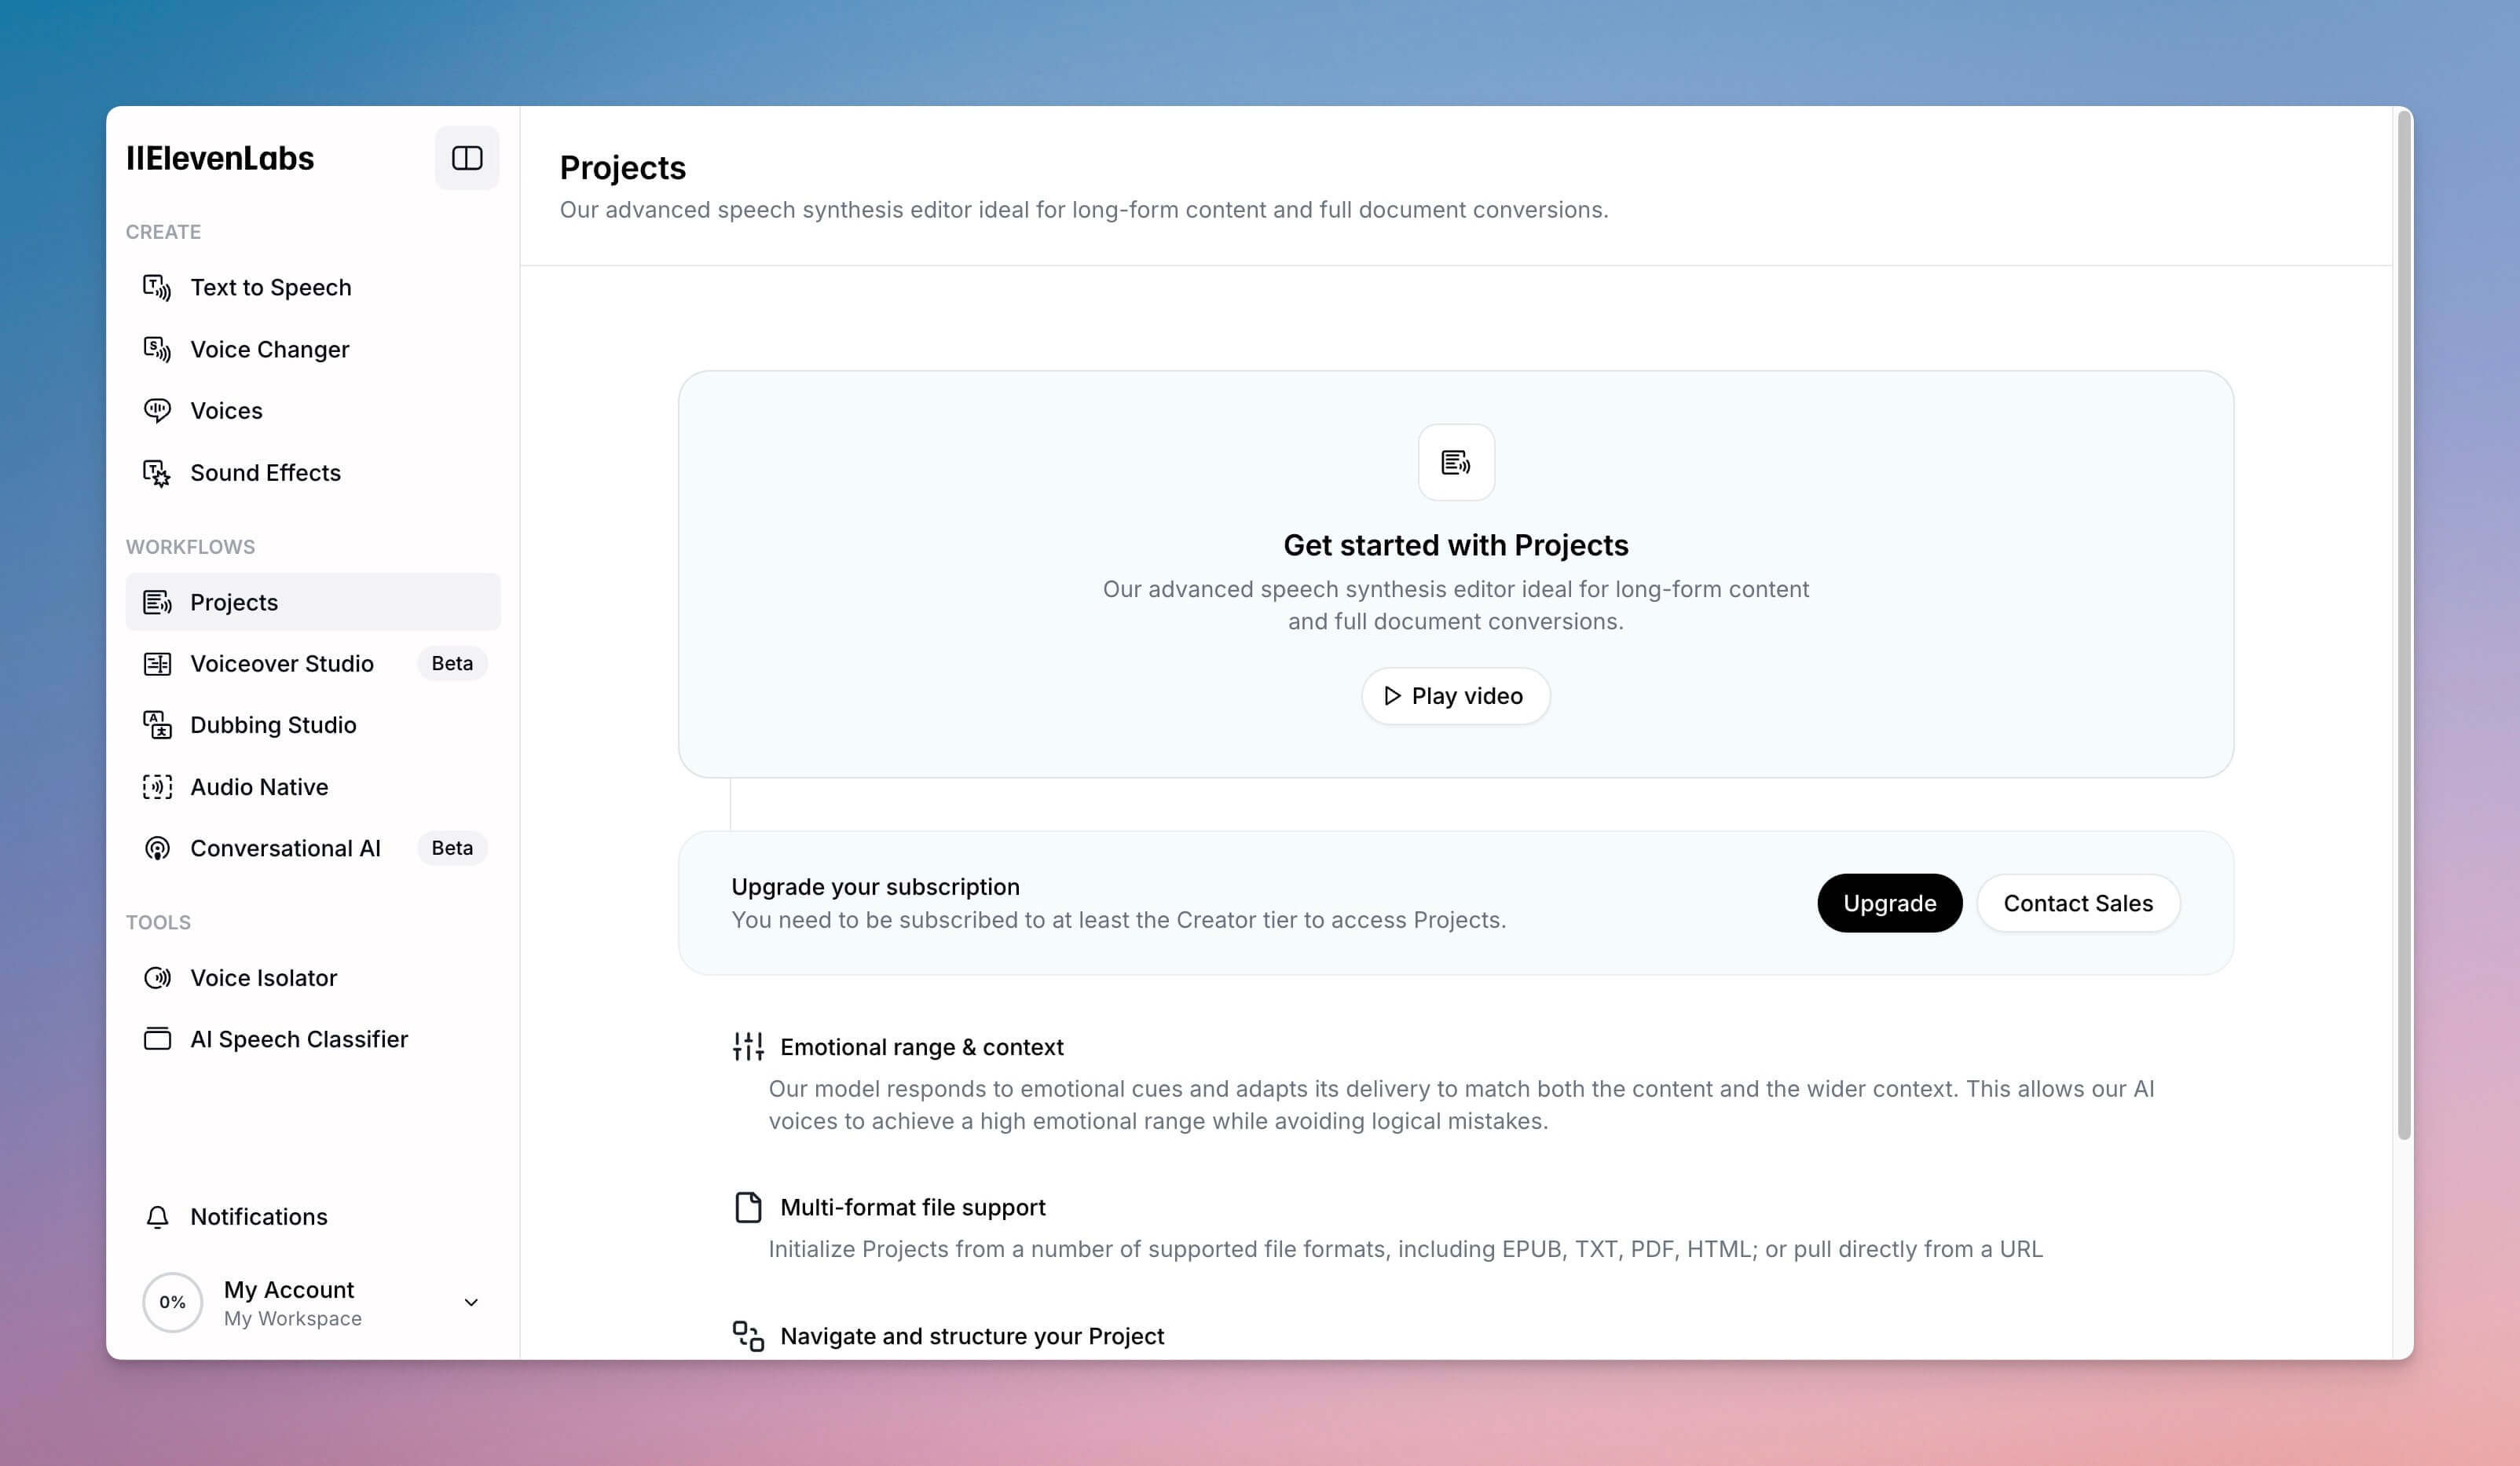 IIElevenLabs
CREATE
Text to Speech
Voice Changer
Voices
Sound Effects
WORKFLOWS
Projects
Voiceover Studio Beta
Dubbing Studio
Audio Native
Conversational AI Beta
TOOLS
Voice Isolator
AI Speech Classifier
Notifications
0%
My Account
My Workspace
Projects
Our advanced speech synthesis editor ideal for long-form content and full document conversions.
Get started with Projects
Our advanced speech synthesis editor ideal for long-form content
and full document conversions.
Play video
Upgrade your subscription
You need to be subscribed to at least the Creator tier to access Projects.
Upgrade
Contact Sales
Emotional range & context
Our model responds to emotional cues and adapts its delivery to match both the content and the wider context. This allows our AI
voices to achieve a high emotional range while avoiding logical mistakes.
Multi-format file support
Initialize Projects from a number of supported file formats, including EPUB, TXT, PDF, HTML; or pull directly from a URL
Navigate and structure your Project